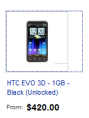 HTC EVO 3D - 1GB -
Black (Unlocked)
From: $420.00